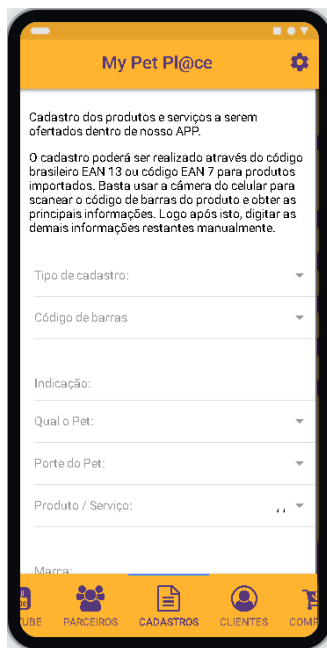 My Pet Pl@ce
Cadastro dos produtos e serviços a serem
ofertados dentro de nosso APP.
O cadastro poderá ser realizado através do código
brasileiro EAN 13 ou código EAN 7 para produtos
importados. Basta usar a câmera do celular para
scanear o código de barras do produto e obter as
principais informações. Logo após isto, digitar as
demais informações restantes manualmente.
Tipo de cadastro:
Código de barras
Indicação:
Qual o Pet:
Porte do Pet:
Produto / Serviço:
, ,
Marca:
UBE PARCEIROS CADASTROS CLIENTES COMP